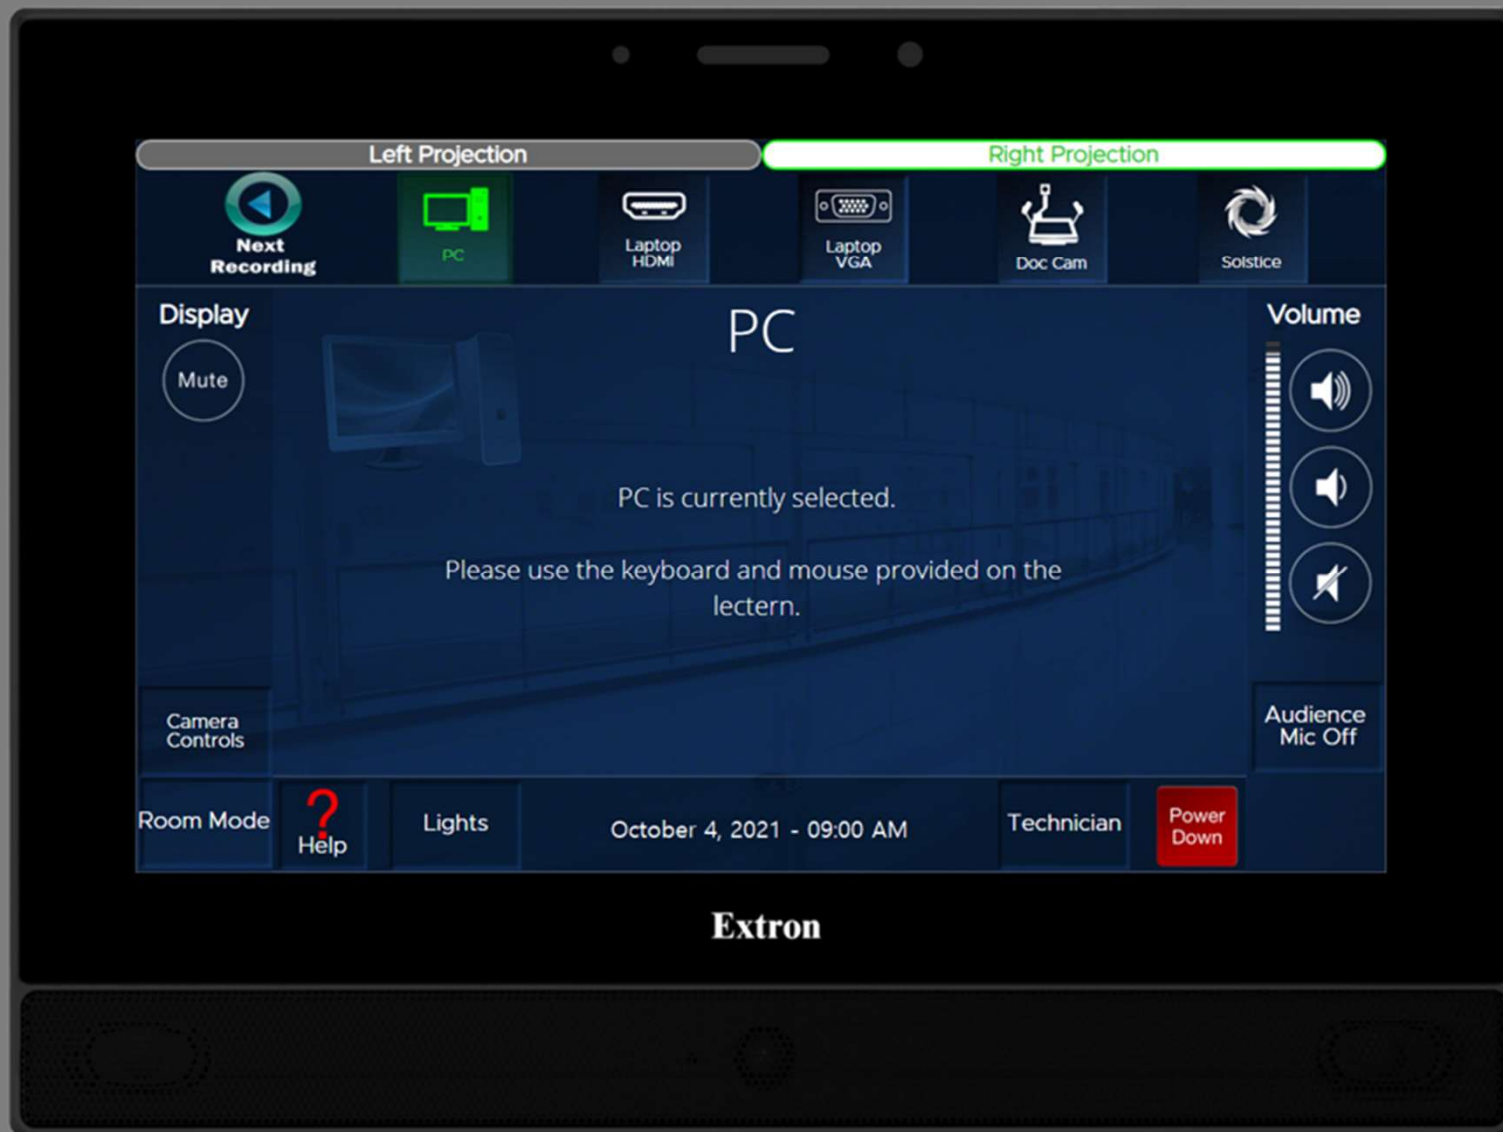 Left Projection
Right Projection
Next
Recording
PC
Laptop
HDMI
Laptop
VGA
Doc Cam
Solstice
Display
Mute
PC
Volume
PC is currently selected.
Please use the keyboard and mouse provided on the
lectern.
Camera
Controls
Audience
Mic Off
Room Mode
?
Help
Lights
October 4, 2021 - 09:00 AM
Technician
Power
Down
Extron